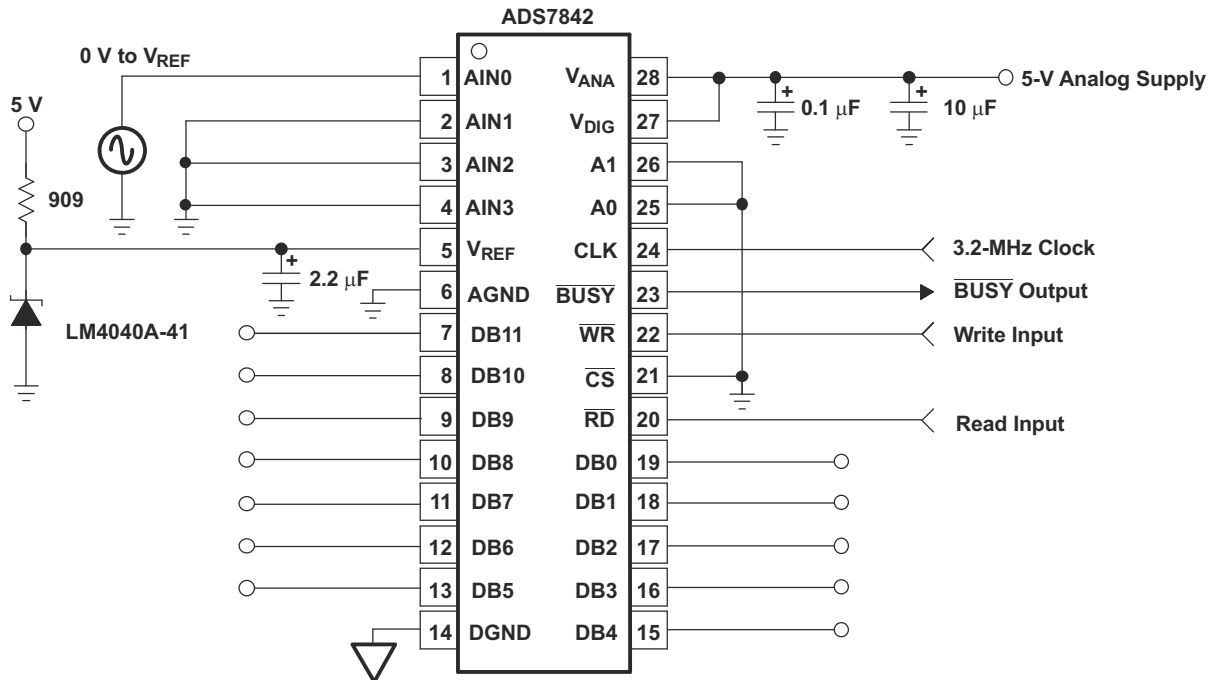 ADS7842
0 V to VREF
5 V
909
LM4040A-41
2.2 μF
1 AIN0
2 AIN1
3 AIN2
4 AIN3
5 VREF
6 AGND
7 DB11
8 DB10
9 DB9
10 DB8
11 DB7
12 DB6
13 DB5
14 DGND
VANA 28
VDIG 27
A1 26
A0 25
CLK 24
BUSY 23
WR 22
CS 21
RD 20
DB0 19
DB1 18
DB2 17
DB3 16
DB4 15
+
+
+
0.1 μF
10 μF
5-V Analog Supply
3.2-MHz Clock
BUSY Output
Write Input
Read Input